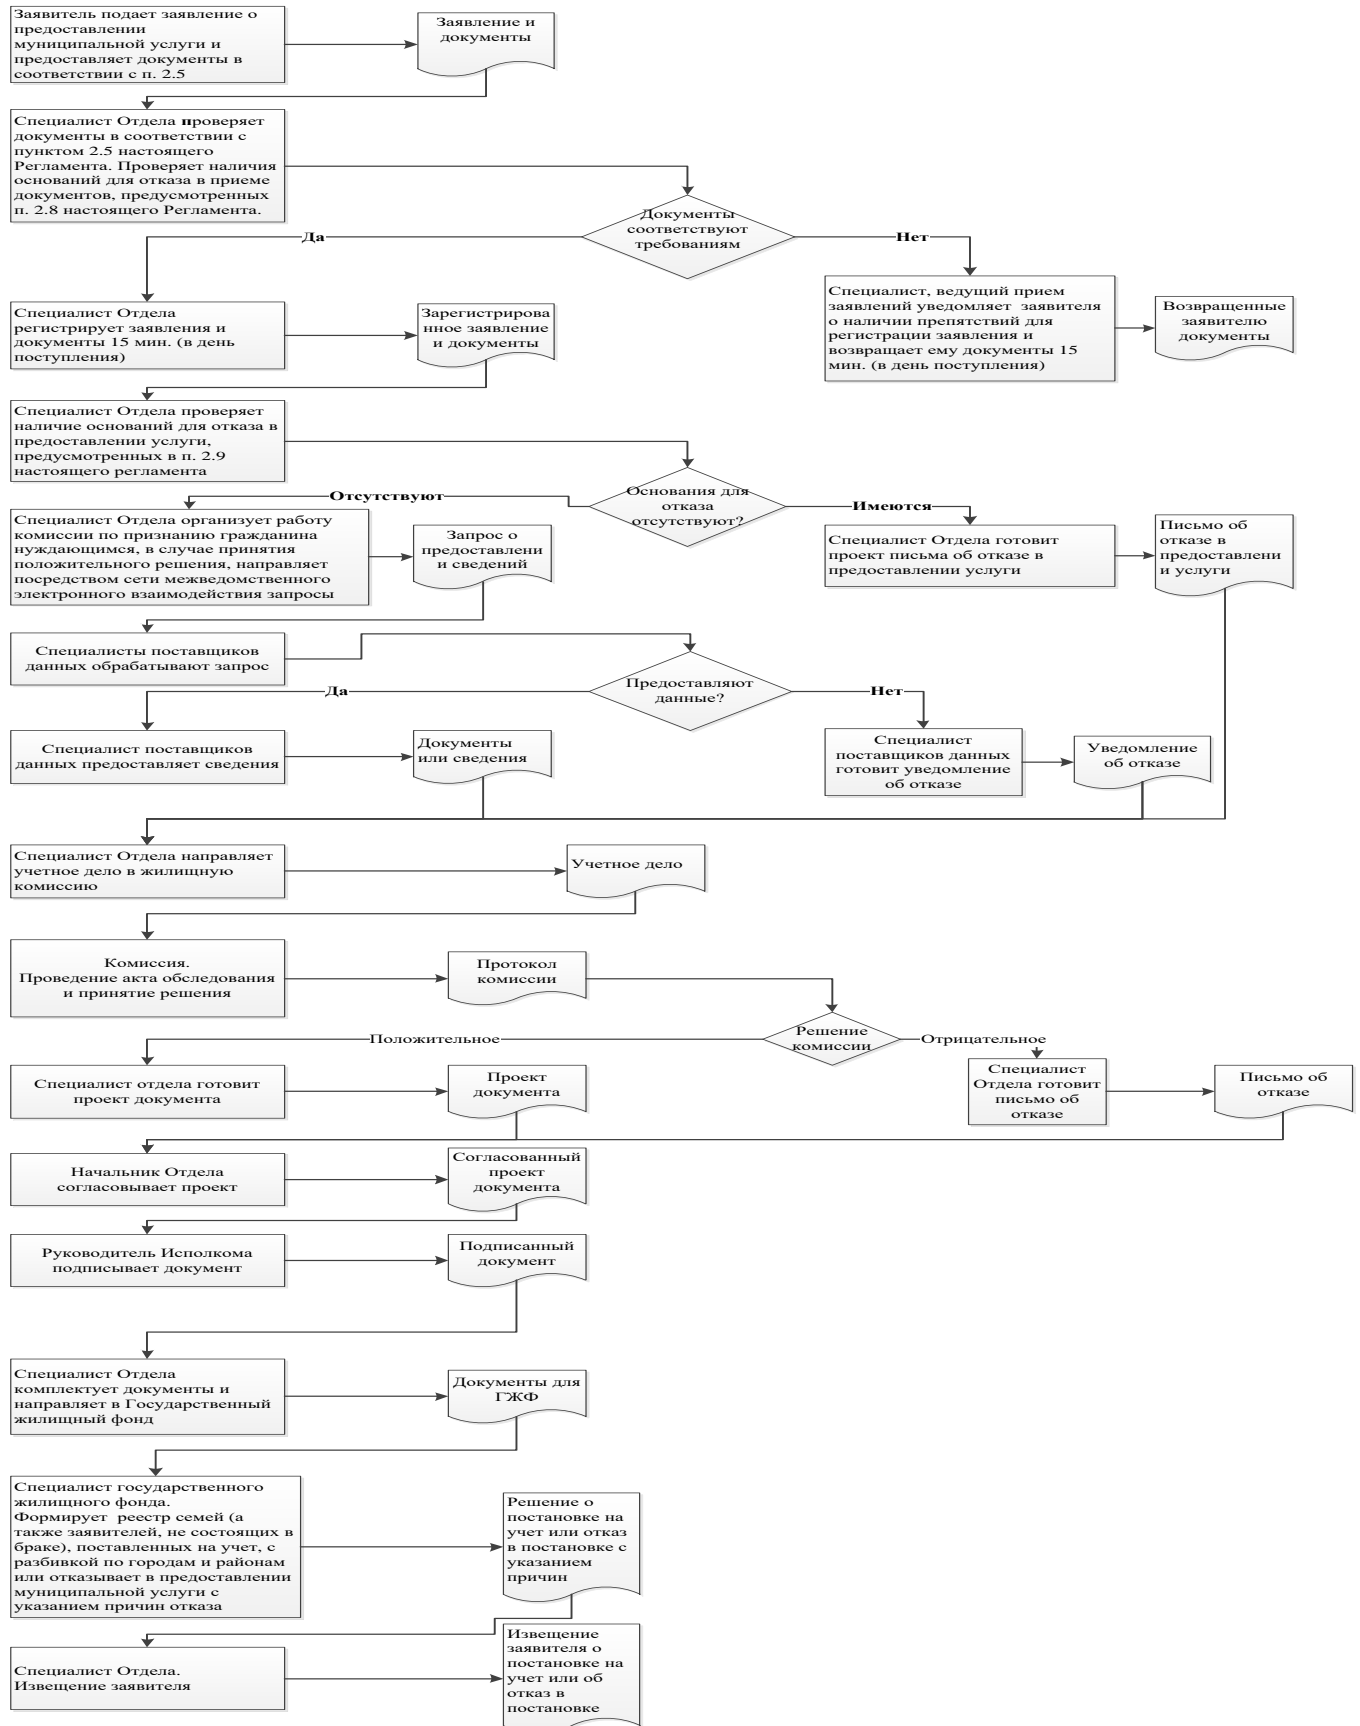 Заявитель подает заявление о
предоставлении
муниципальной услуги и
предоставляет документы в
соответствии с п. 2.5
Заявление и
документы
Специалист Отдела проверяет
документы в соответствии с
пунктом 2.5 настоящего
Регламента. Проверяет наличия
оснований для отказа в приеме
документов, предусмотренных
п. 2.8 настоящего Регламента.
Документы
соответствуют
требованиям
Да
Нет
Специалист Отдела
регистрирует заявления и
документы 15 мин. (в день
поступления)
Зарегистрирова
нное заявление
и документы
Специалист, ведущий прием
заявлений уведомляет  заявителя
о наличии препятствий для
регистрации заявления и
возвращает ему документы 15
мин. (в день поступления)
Возвращенные
заявителю
документы
Специалист Отдела проверяет
наличие оснований для отказа в
предоставлении услуги,
предусмотренных в п. 2.9
настоящего регламента
Основания для
отказа
отсутствуют?
Отсутствуют
Имеются
Специалист Отдела организует работу
комиссии по признанию гражданина
нуждающимся, в случае принятия
положительного решения, направляет
посредством сети межведомственного
электронного взаимодействия запросы
Запрос о
предоставлени
и сведений
Специалист Отдела готовит
проект письма об отказе в
предоставлении услуги
Письмо об
отказе в
предоставлени
и услуги
Специалисты поставщиков
данных обрабатывают запрос
Предоставляют
данные?
Да
Нет
Специалист поставщиков
данных предоставляет сведения
Документы
или сведения
Специалист
поставщиков данных
готовит уведомление
об отказе
Уведомление
об отказе
Специалист Отдела направляет
учетное дело в жилищную
комиссию
Учетное дело
Комиссия.
Проведение акта обследования
и принятие решения
Протокол
комиссии
Решение
комиссии
Положительное
Отрицательное
Специалист отдела готовит
проект документа
Проект
документа
Специалист
Отдела готовит
письмо об
отказе
Письмо об
отказе
Начальник Отдела
согласовывает проект
Согласованный
проект
документа
Руководитель Исполкома
подписывает документ
Подписанный
документ
Специалист Отдела
комплектует документы и
направляет в Государственный
жилищный фонд
Документы для
ГЖФ
Специалист государственного
жилищного фонда.
Формирует  реестр семей (а
также заявителей, не состоящих в
браке), поставленных на учет, с
разбивкой по городам и районам
или отказывает в предоставлении
муниципальной услуги с
указанием причин отказа
Решение о
постановке на
учет или отказ
в постановке с
указанием
причин
Специалист Отдела.
Извещение заявителя
Извещение
заявителя о
постановке на
учет или об
отказ в
постановке